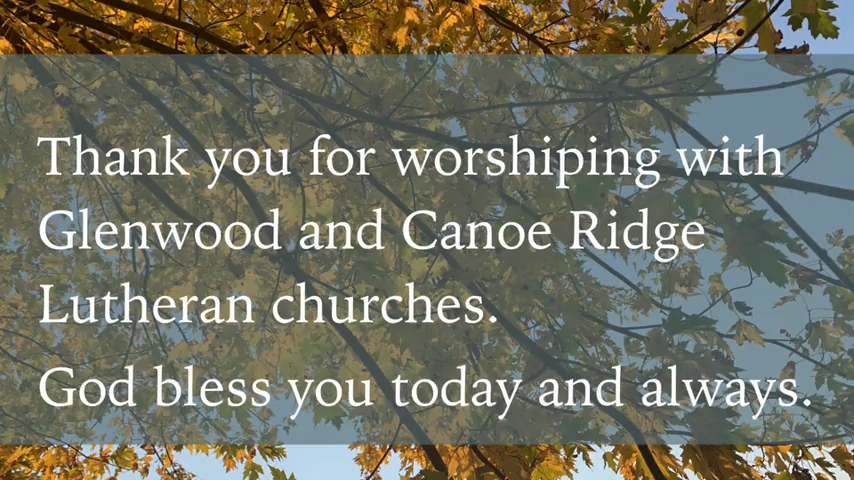 Thank you for worshiping with
Glenwood and Canoe Ridge
Lutheran churches.
God bless you today and always.